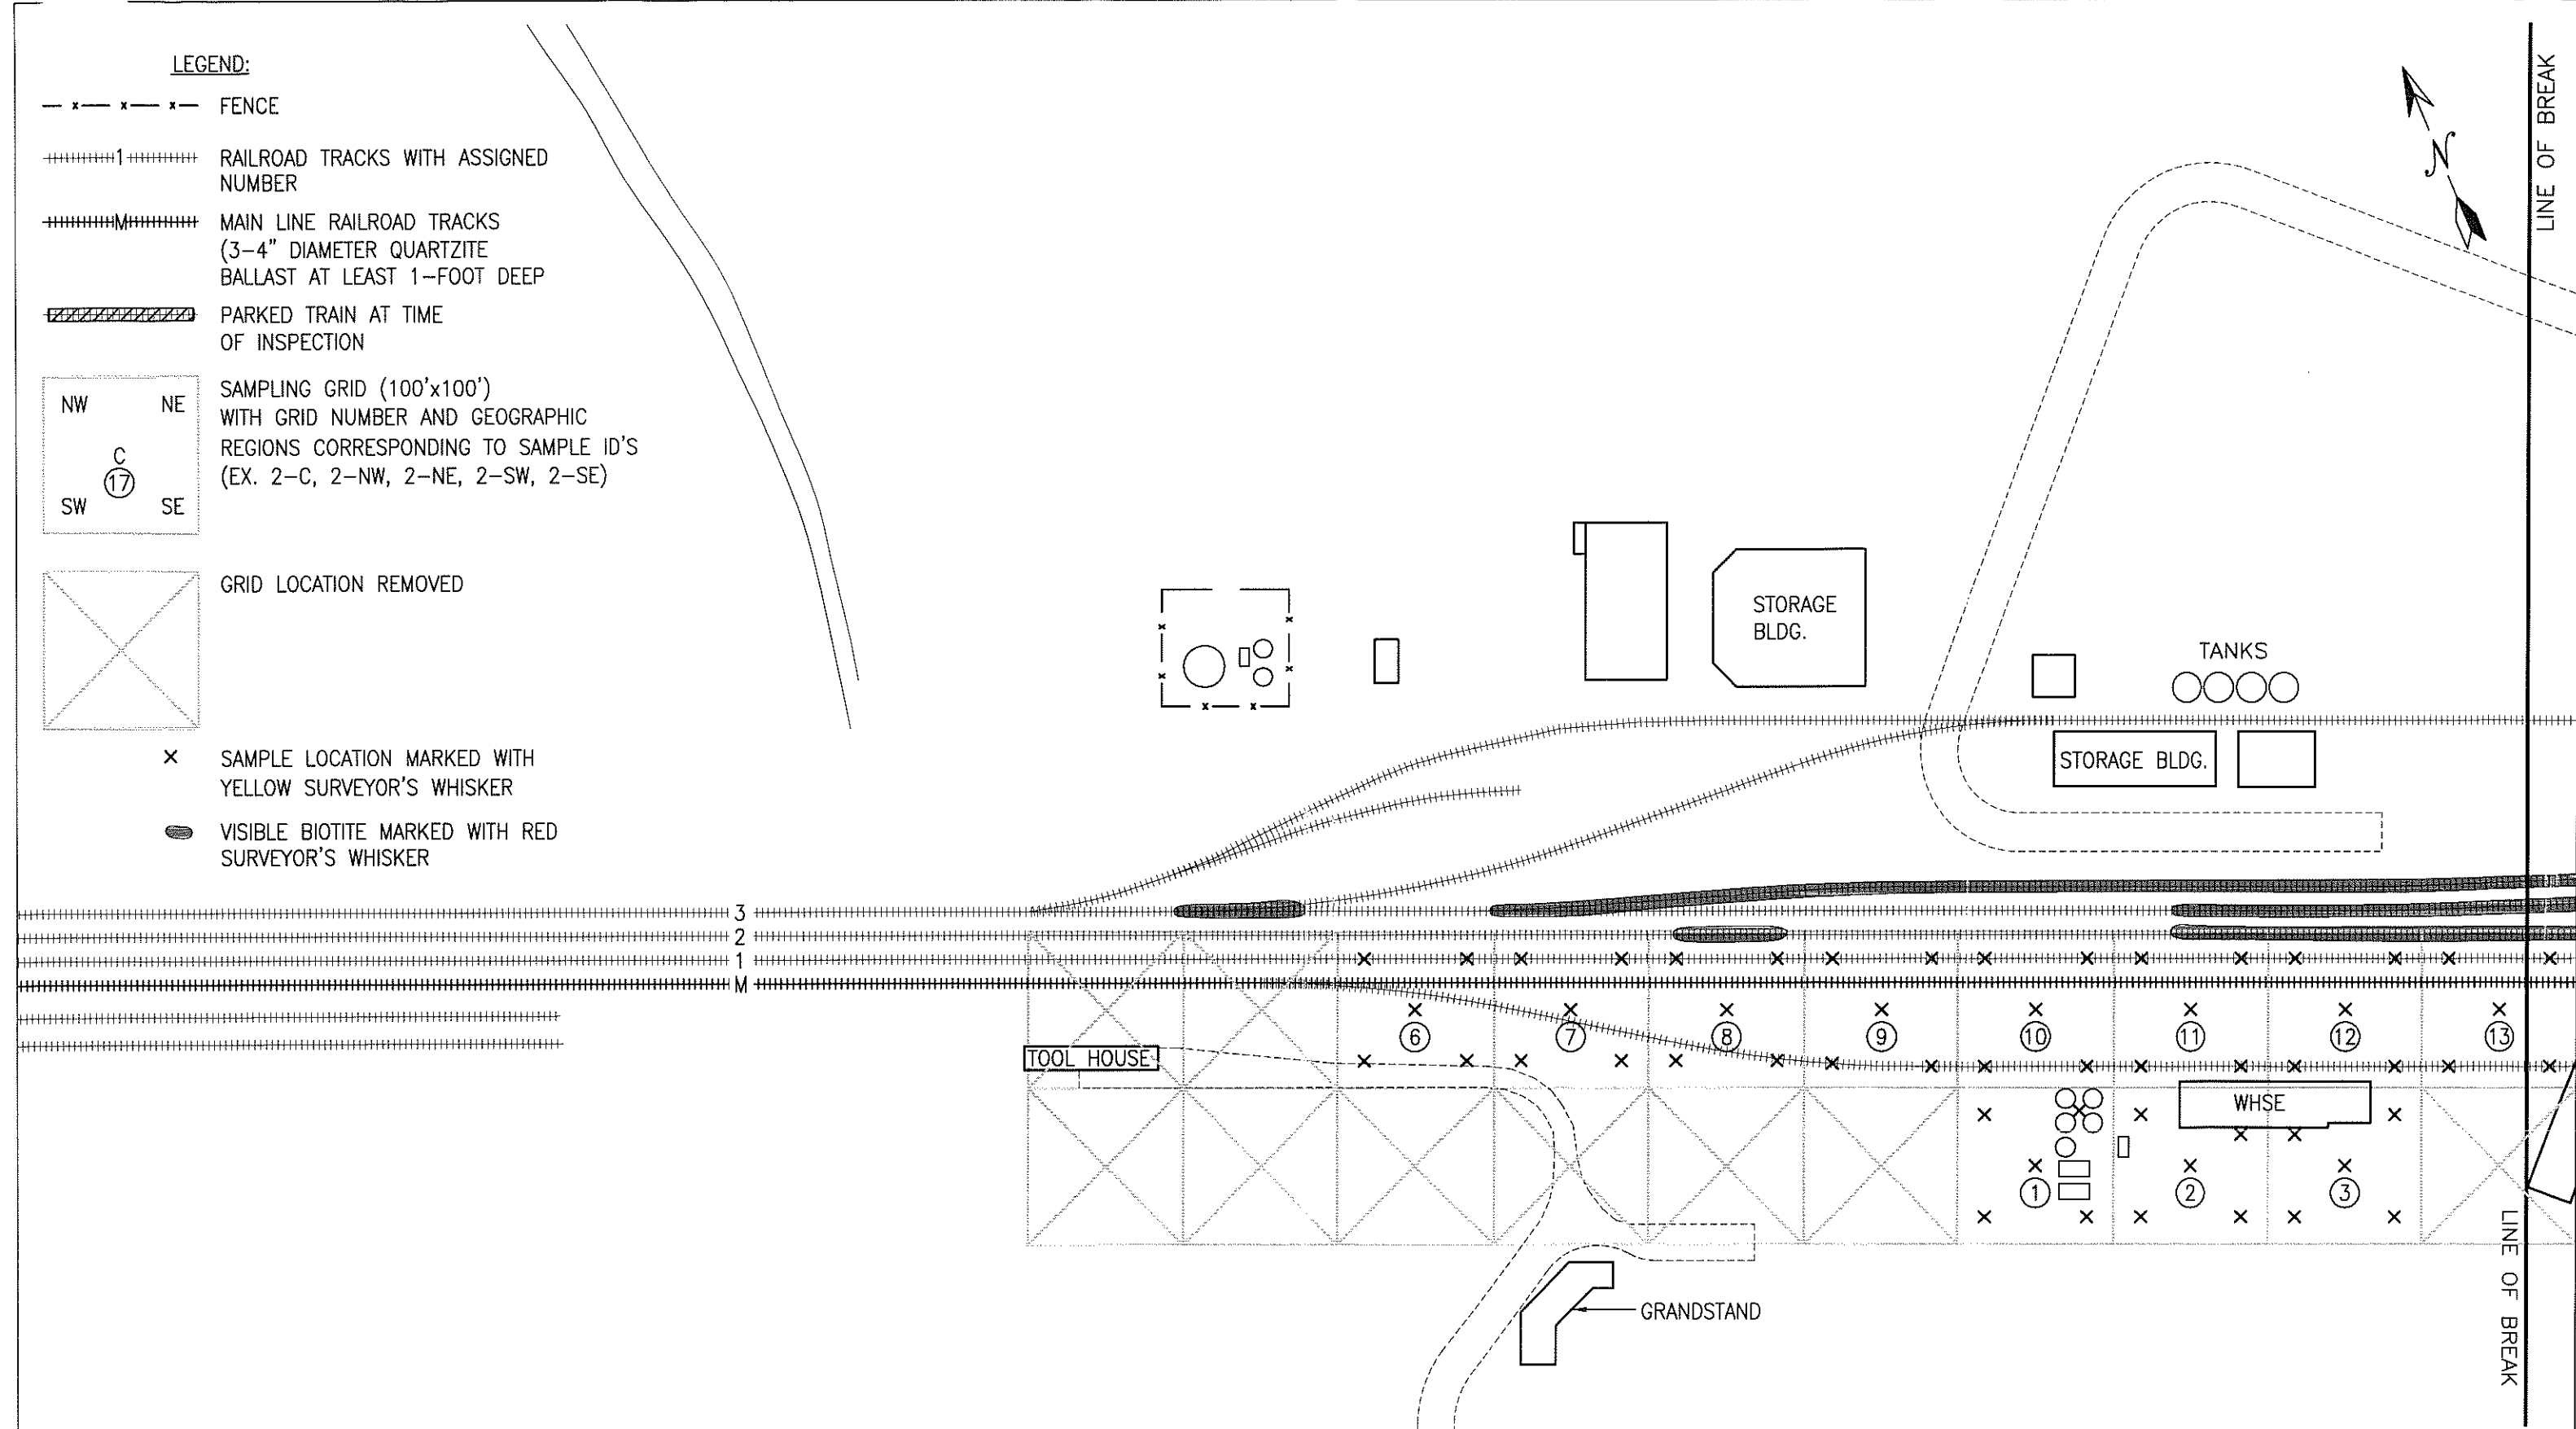 LEGEND:
FENCE
1
RAILROAD TRACKS WITH ASSIGNED
NUMBER
M
MAIN LINE RAILROAD TRACKS
(3-4" DIAMETER QUARTZITE
BALLAST AT LEAST 1-FOOT DEEP
PARKED TRAIN AT TIME
OF INSPECTION
NW NE
C
17
SW SE
SAMPLING GRID (100'x100')
WITH GRID NUMBER AND GEOGRAPHIC
REGIONS CORRESPONDING TO SAMPLE ID'S
(EX. 2-C, 2-NW, 2-NE, 2-SW, 2-SE)
GRID LOCATION REMOVED
SAMPLE LOCATION MARKED WITH
YELLOW SURVEYOR'S WHISKER
VISIBLE BIOTITE MARKED WITH RED
SURVEYOR'S WHISKER
N
LINE OF BREAK
STORAGE
BLDG.
TANKS
STORAGE BLDG.
3
2
1
M
6 7 8 9 10 11 12 13
TOOL HOUSE
WHSE
1 2 3
GRANDSTAND
LINE OF BREAK